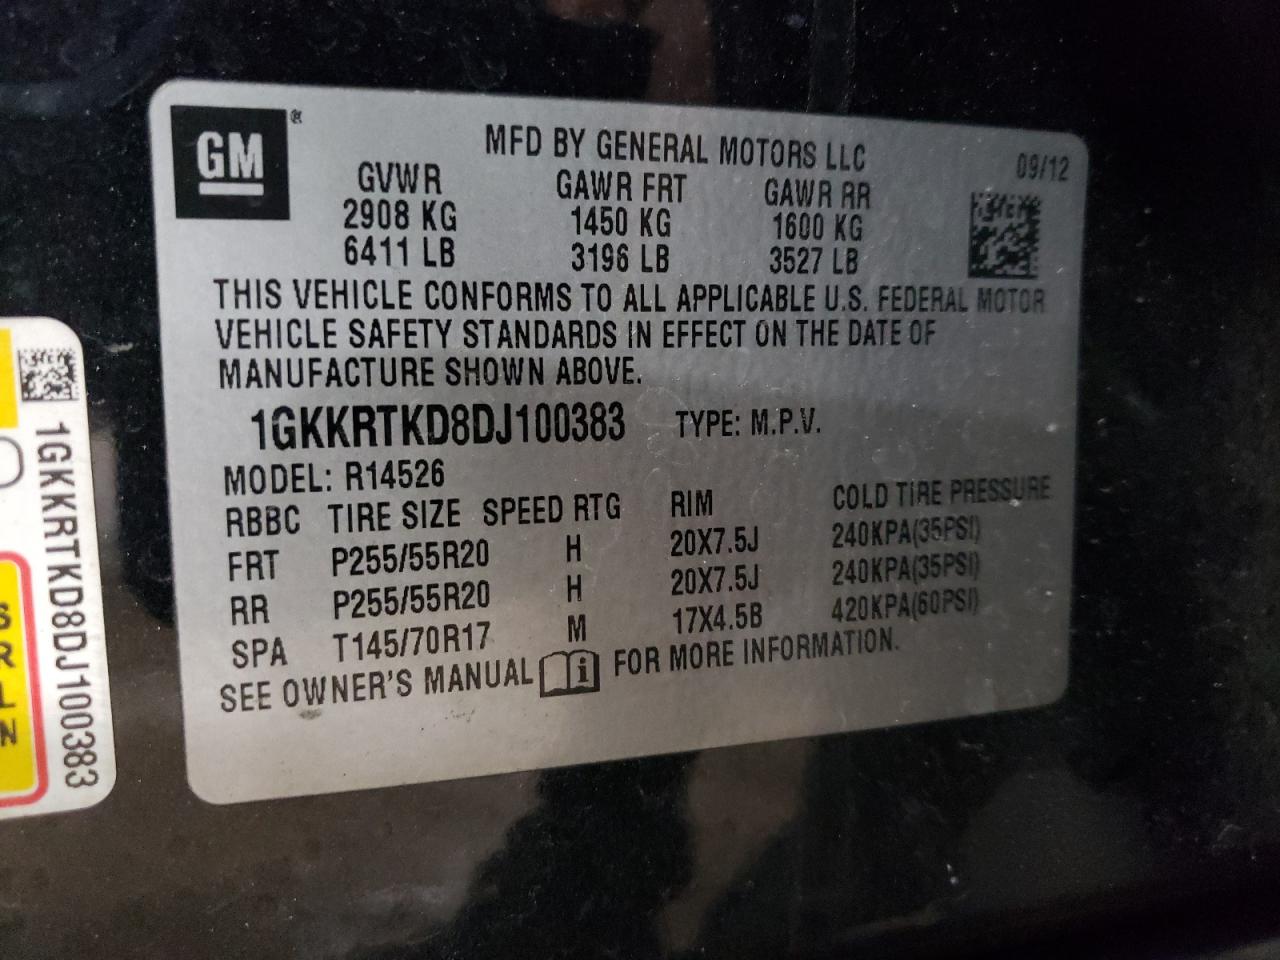 GM®
MFD BY GENERAL MOTORS LLC
09/12
GVWR GAWR FRT GAWR RR
2908 KG 1450 KG 1600 KG
6411 LB 3196 LB 3527 LB
THIS VEHICLE CONFORMS TO ALL APPLICABLE U.S. FEDERAL MOTOR
VEHICLE SAFETY STANDARDS IN EFFECT ON THE DATE OF
MANUFACTURE SHOWN ABOVE.
1GKKRTKD8DJ100383 TYPE: M.P.V.
MODEL: R14526
RBBC TIRE SIZE SPEED RTG RIM COLD TIRE PRESSURE
FRT P255/55R20 H 20X7.5J 240KPA(35PSI)
RR P255/55R20 H 20X7.5J 240KPA(35PSI)
SPA T145/70R17 M 17X4.5B 420KPA(60PSI)
SEE OWNER'S MANUAL i FOR MORE INFORMATION.
1GKKRTKD8DJ100383
S
R
L
N